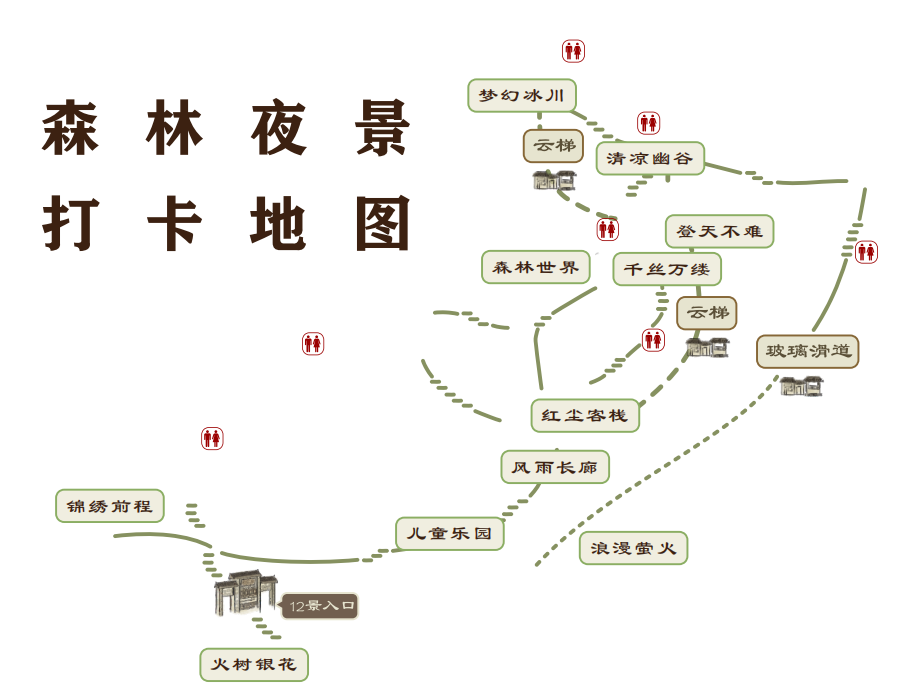 森林夜景
打卡地图
梦幻冰川
云梯
清凉幽谷
登天不难
森林世界
千丝万缕
云梯
玻璃滑道
红尘客栈
风雨长廊
锦绣前程
儿童乐园
浪漫萤火
12景入口
火树银花